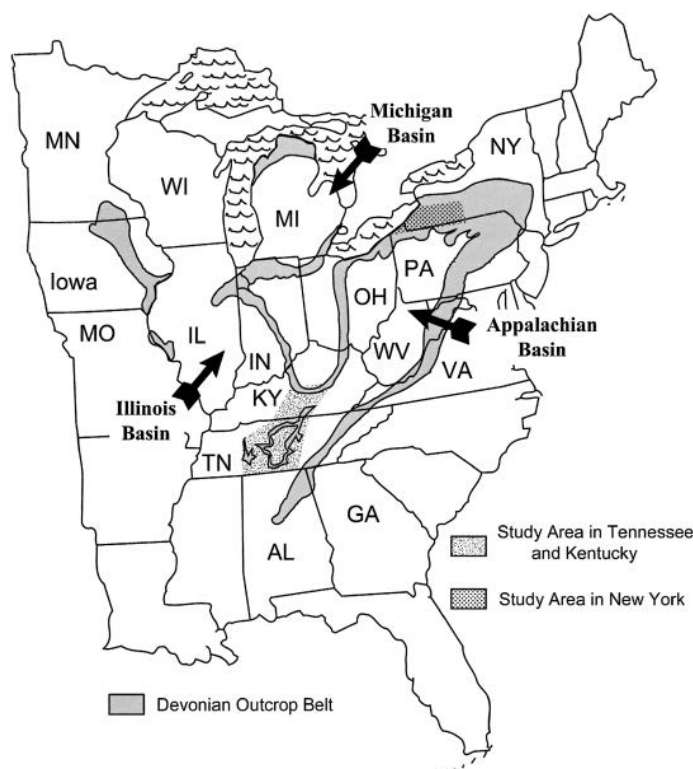 Michigan
Basin
MN
NY
WI
MI
Iowa
PA
OH
MO
IL
IN
WV
Appalachian
Basin
VA
KY
Illinois
Basin
TN
GA
AL
Study Area in Tennessee
and Kentucky
Study Area in New York
Devonian Outcrop Belt